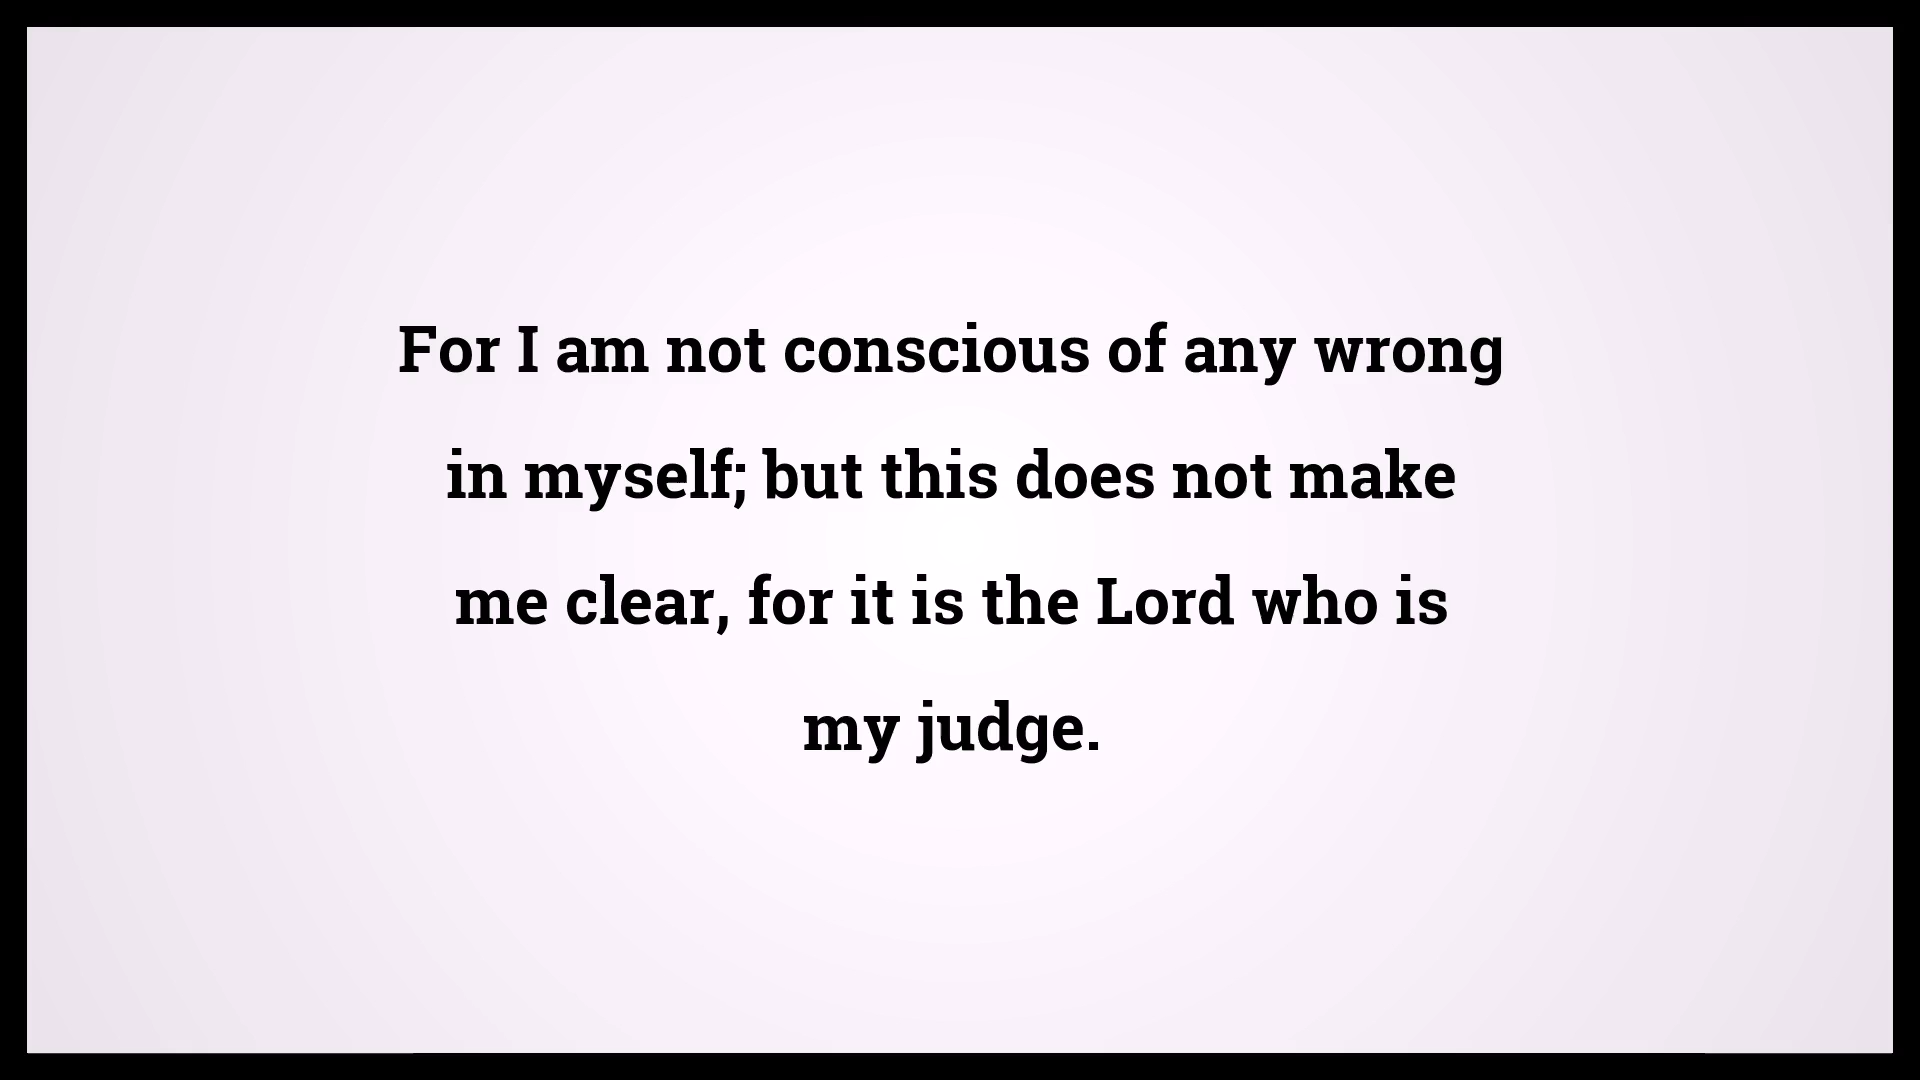 For I am not conscious of any wrong
in myself; but this does not make
me clear, for it is the Lord who is
my judge.